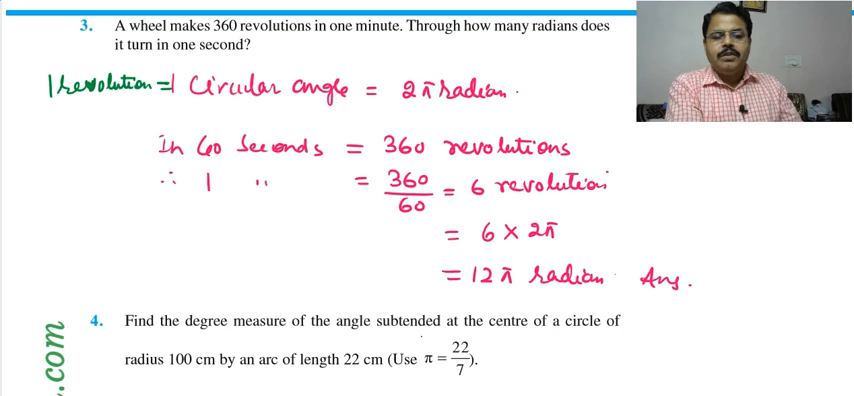 3. A wheel makes 360 revolutions in one minute. Through how many radians does
it turn in one second?
1 revolution = 1 Circular angle = 2π radian.
In 60 Seconds = 360 revolutions
∴ 1 " = 360/60 = 6 revolution
= 6 × 2π
= 12 π radian Ans.
4. Find the degree measure of the angle subtended at the centre of a circle of
radius 100 cm by an arc of length 22 cm (Use π = 22/7).
.com